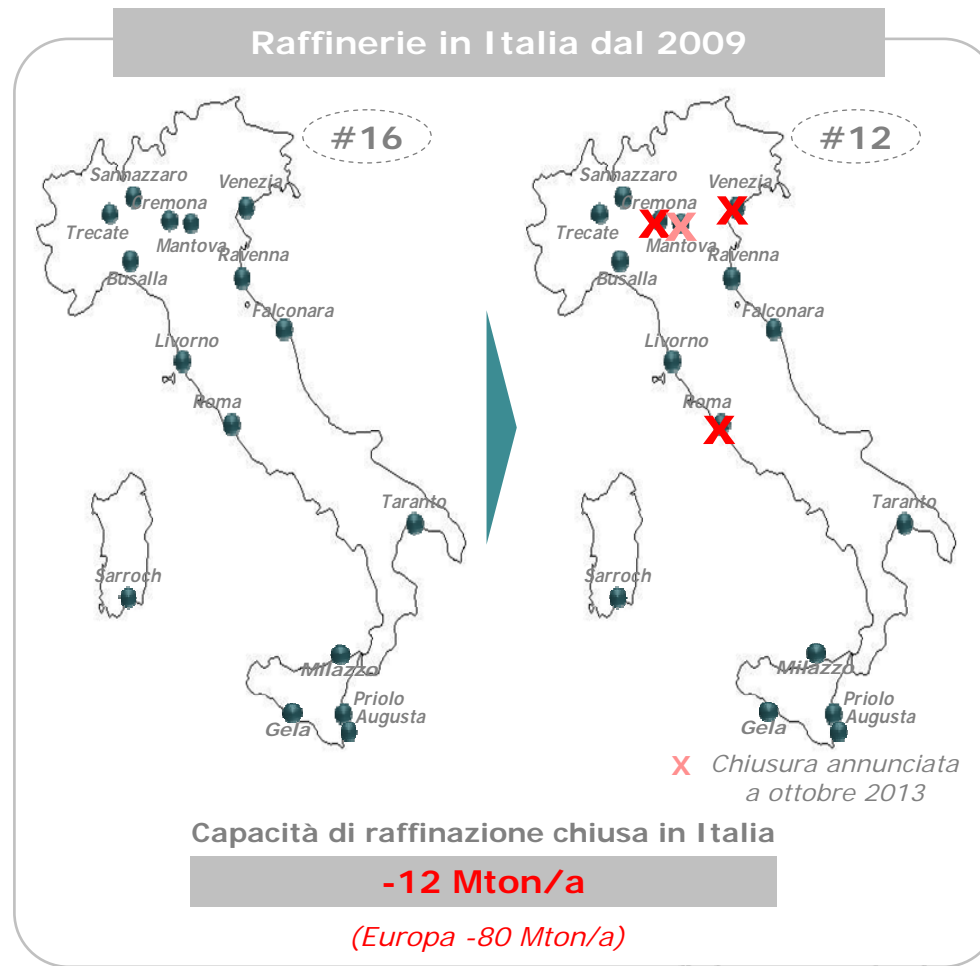 Raffinerie in Italia dal 2009
#16
Sannazzaro
Venezia
Cremona
Trecate
Mantova
Ravenna
Busalla
Falconara
Livorno
Roma
Taranto
Sarroch
Milazzo
Priolo
Augusta
Gela
#12
Sannazzaro
Venezia
Cremona
Trecate
Mantova
Ravenna
Busalla
Falconara
Livorno
Roma
Taranto
Sarroch
Milazzo
Priolo
Augusta
Gela
X Chiusura annunciata
a ottobre 2013
Capacità di raffinazione chiusa in Italia
-12 Mton/a
(Europa -80 Mton/a)